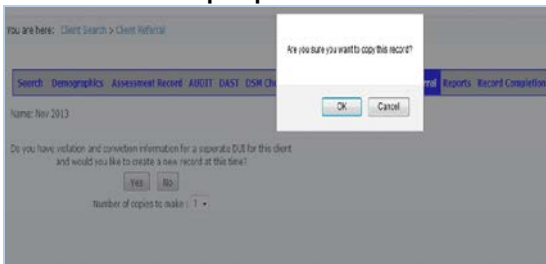 You are here: Client Search > Client Referral
Are you sure you want to copy this record?
OK Cancel
Search Demographics Assessment Record AUDIT DAST DSM Che rral Reports Record Completion
Name: Nov 2013
Do you have violation and conviction information for a seperate DUI for this client
and would you like to create a new record at this time?
Yes No
Number of copies to make : 1